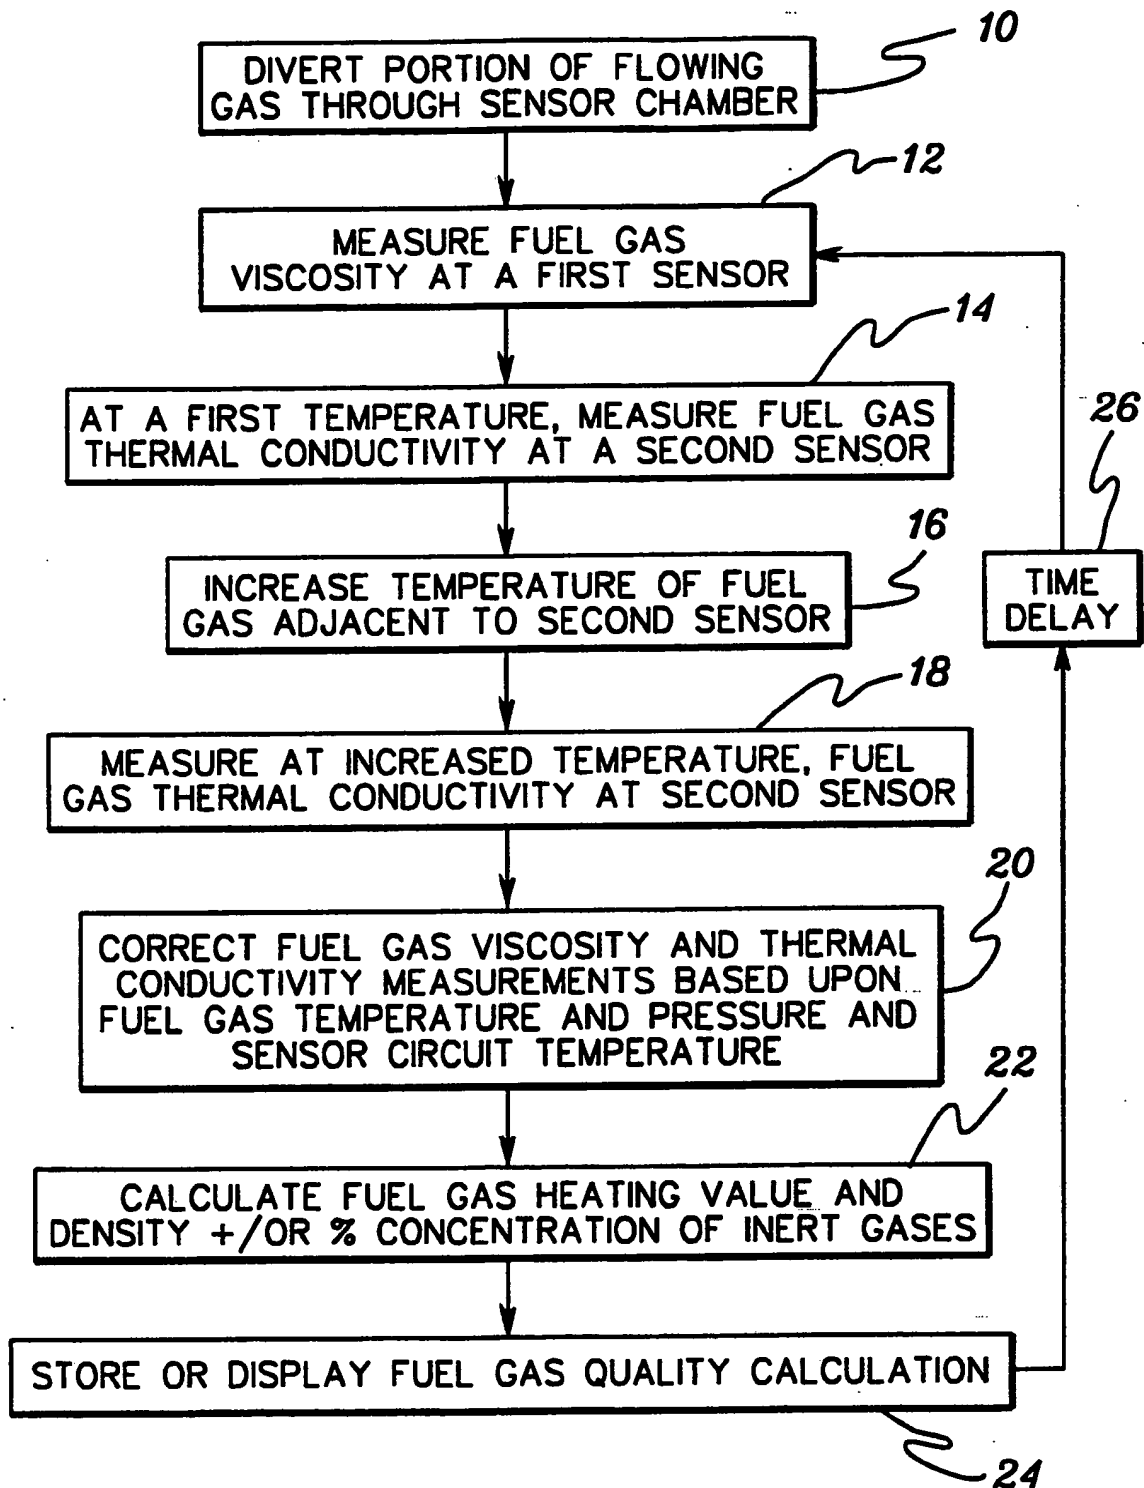 10
DIVERT PORTION OF FLOWING
GAS THROUGH SENSOR CHAMBER
12
MEASURE FUEL GAS
VISCOSITY AT A FIRST SENSOR
14
AT A FIRST TEMPERATURE, MEASURE FUEL GAS
THERMAL CONDUCTIVITY AT A SECOND SENSOR
26
16
INCREASE TEMPERATURE OF FUEL
GAS ADJACENT TO SECOND SENSOR
TIME
DELAY
18
MEASURE AT INCREASED TEMPERATURE, FUEL
GAS THERMAL CONDUCTIVITY AT SECOND SENSOR
20
CORRECT FUEL GAS VISCOSITY AND THERMAL
CONDUCTIVITY MEASUREMENTS BASED UPON
FUEL GAS TEMPERATURE AND PRESSURE AND
SENSOR CIRCUIT TEMPERATURE
22
CALCULATE FUEL GAS HEATING VALUE AND
DENSITY +/OR % CONCENTRATION OF INERT GASES
STORE OR DISPLAY FUEL GAS QUALITY CALCULATION
24